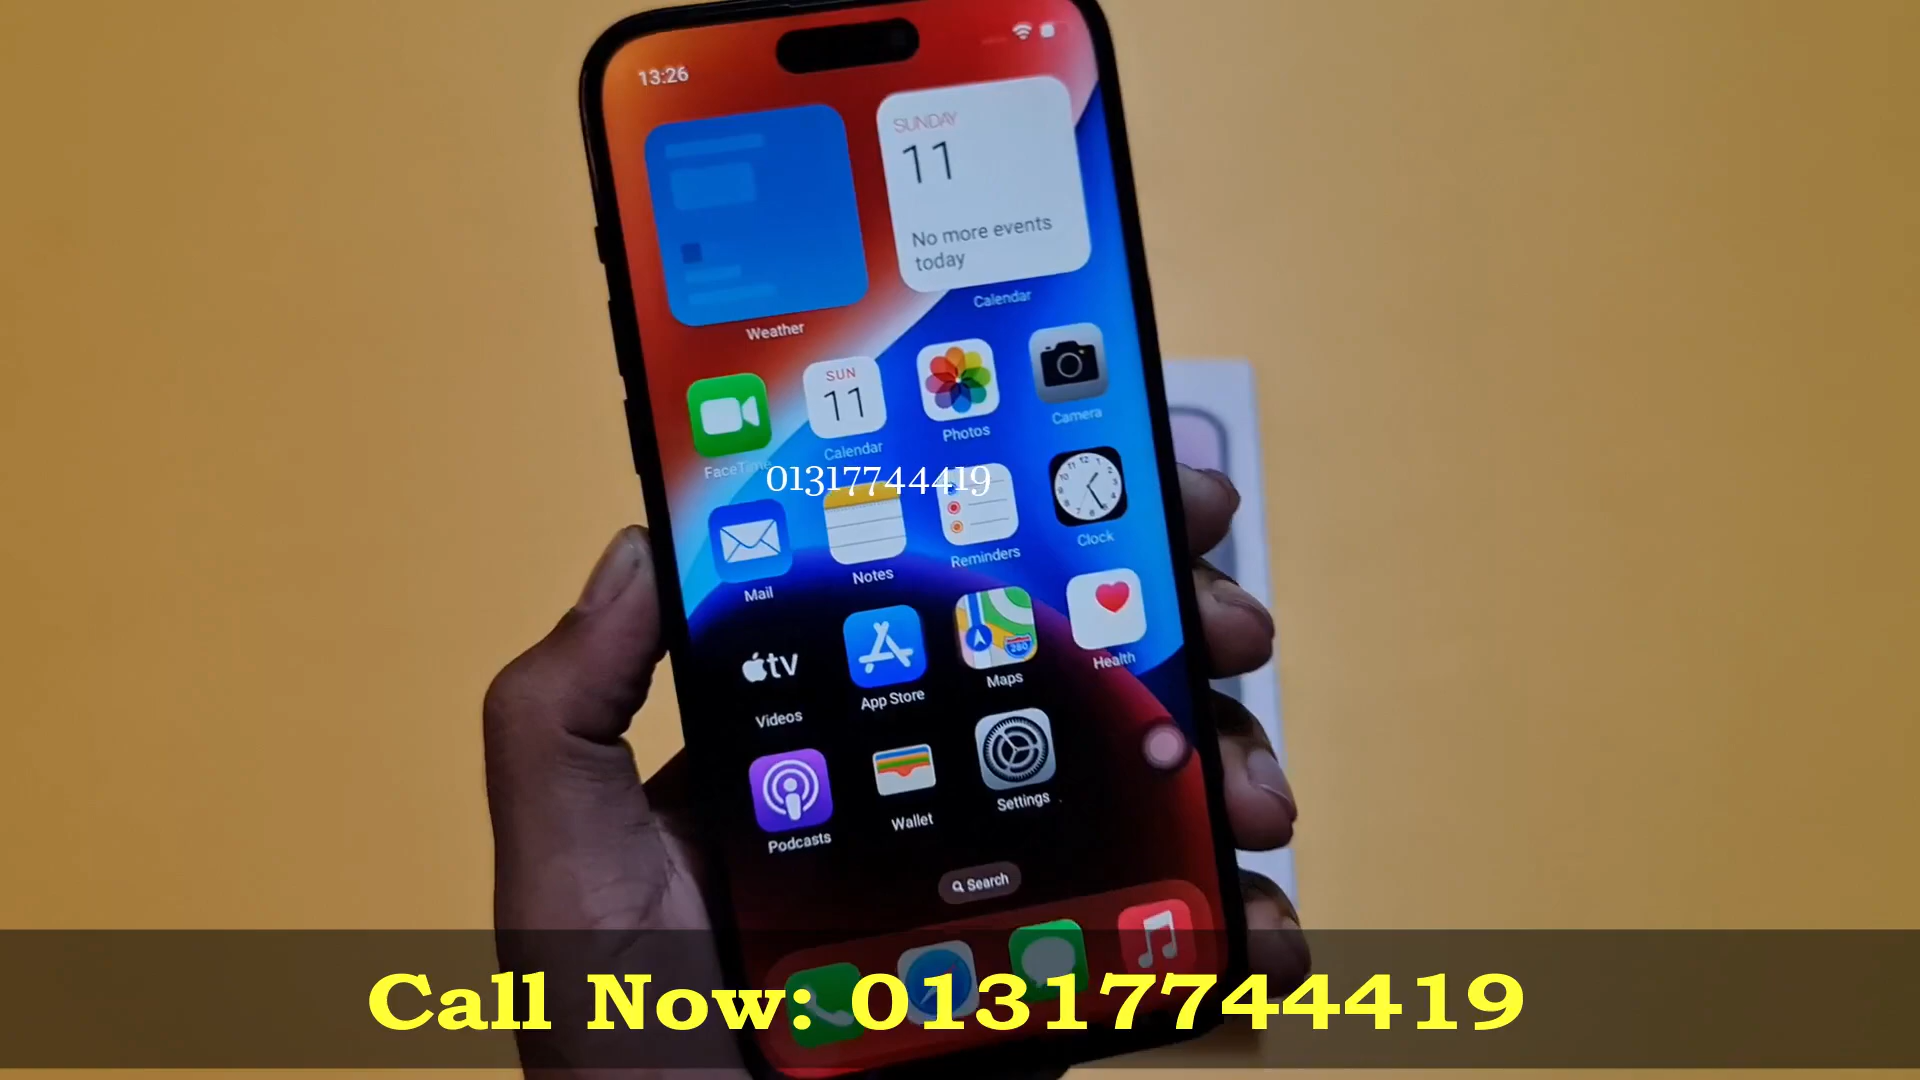 13:26
SUNDAY
11
No more events
today
Weather
Calendar
SUN
11
FaceTime
Calendar
Photos
Camera
01317744419
Mail
Notes
Reminders
Clock
tv
280
Videos
App Store
Maps
Health
Podcasts
Wallet
Settings
Search
Call Now: 01317744419